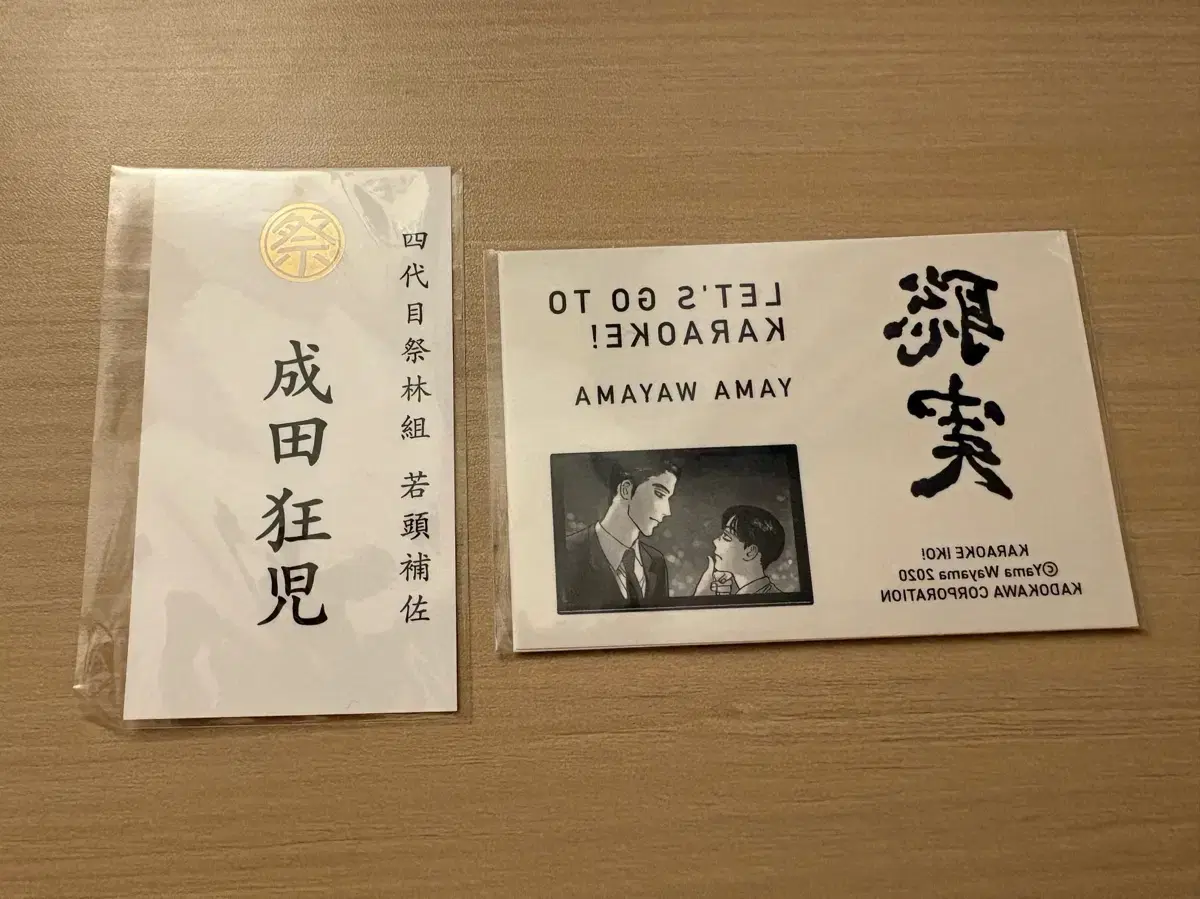 祭
四代目祭林組 若頭補佐
成田狂児
LET'S GO TO
KARAOKE!
YAMA WAYAMA
聡実
KARAOKE IKO!
©Yama Wayama 2020
KADOKAWA CORPORATION